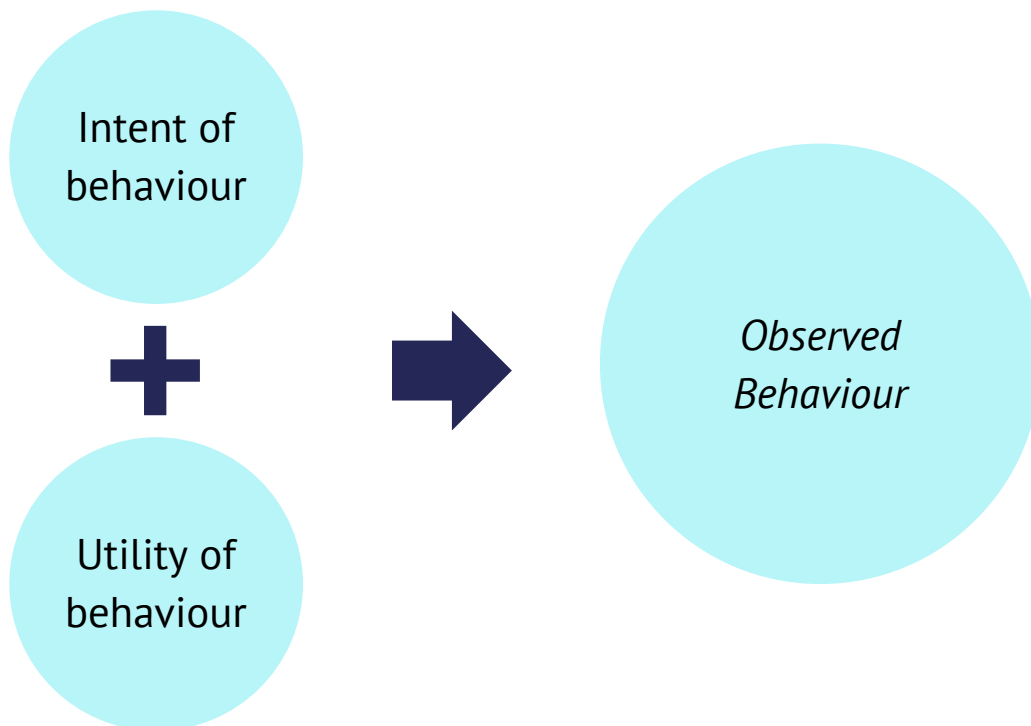 Intent of
behaviour
Utility of
behaviour
Observed
Behaviour